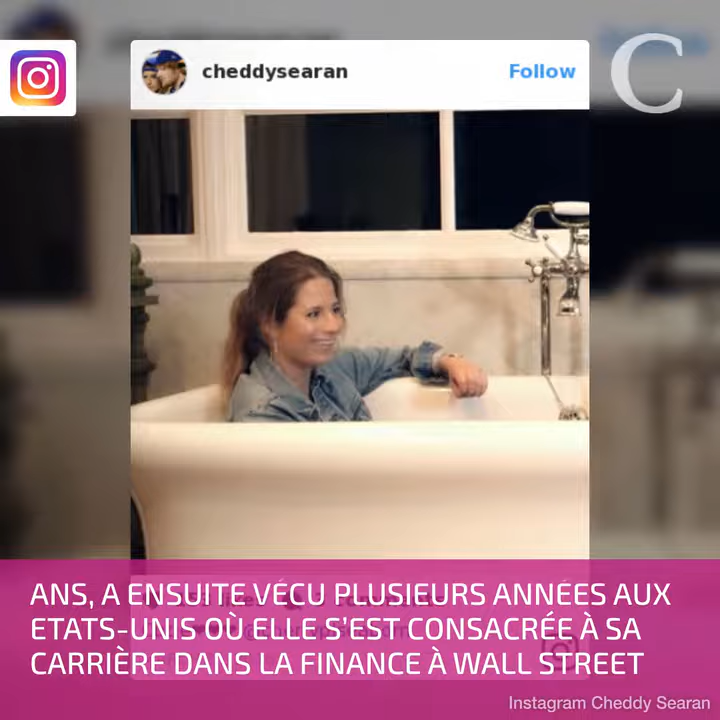 cheddysearan
Follow
C
ANS, A ENSUITE VÉCU PLUSIEURS ANNÉES AUX
ETATS-UNIS OÙ ELLE S'EST CONSACRÉE À SA
CARRIÈRE DANS LA FINANCE À WALL STREET
Instagram Cheddy Searan